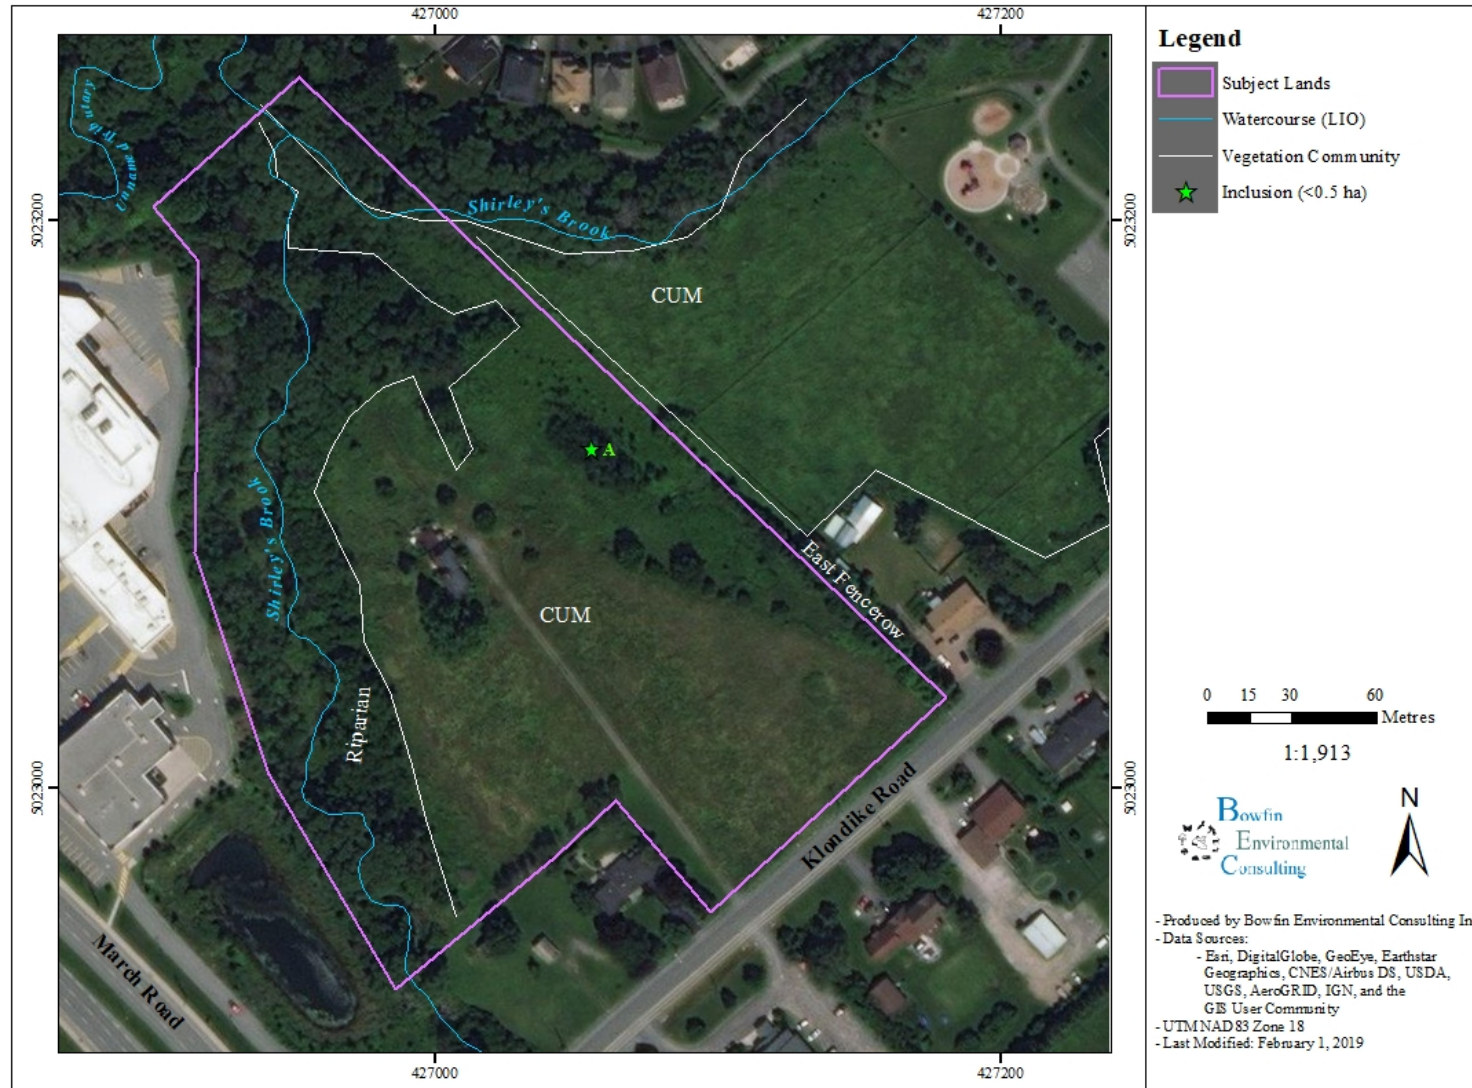 427000
427200
5023200
5023200
5023000
5023000
427000
427200
Unnamed Tributary
Shirley's Brook
CUM
A
Shirley's Brook
CUM
East Fencerow
Riparian
Klondike Road
March Road
Legend
Subject Lands
Watercourse (LIO)
Vegetation Community
Inclusion (<0.5 ha)
0 15 30 60
Metres
1:1,913
Bowfin
Environmental
Consulting
N
- Produced by Bowfin Environmental Consulting In
- Data Sources:
- Esri, DigitalGlobe, GeoEye, Earthstar
Geographics, CNES/Airbus DS, USDA,
USGS, AeroGRID, IGN, and the
GIS User Community
- UTM NAD 83 Zone 18
- Last Modified: February 1, 2019